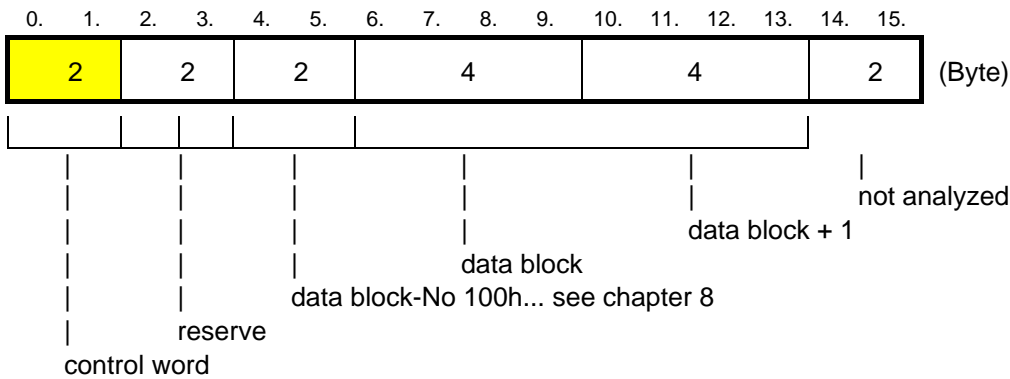 0. 1. 2. 3. 4. 5. 6. 7. 8. 9. 10. 11. 12. 13. 14. 15.
2 2 2 4 4 2 (Byte)
not analyzed
data block + 1
data block
data block-No 100h... see chapter 8
reserve
control word